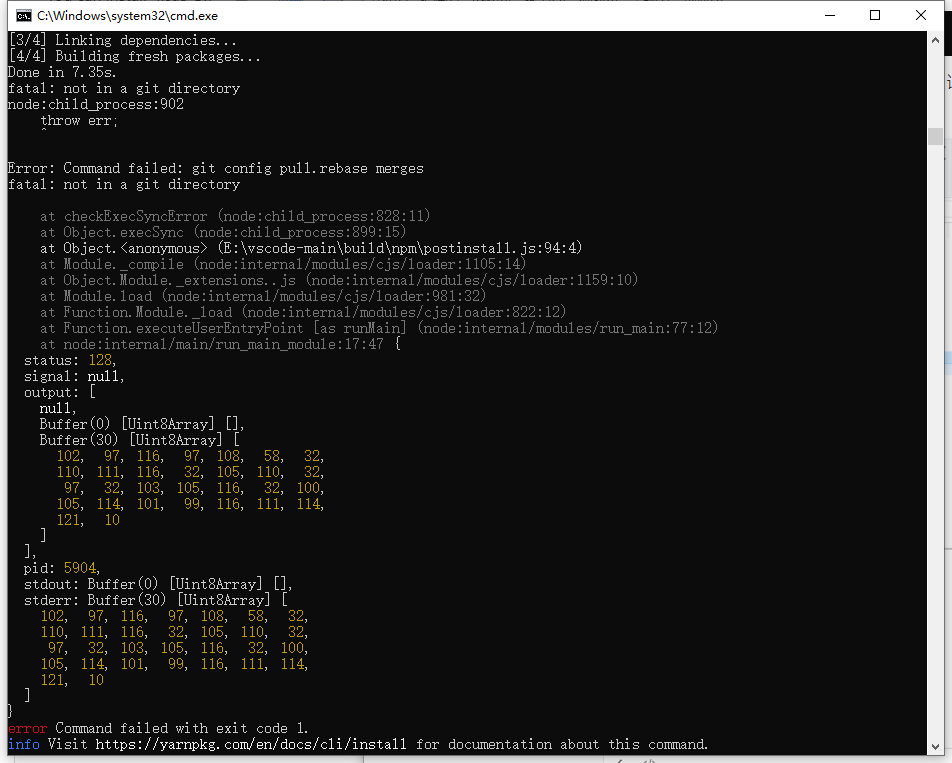 C:\Windows\system32\cmd.exe
[3/4] Linking dependencies...
[4/4] Building fresh packages...
Done in 7.35s.
fatal: not in a git directory
node:child_process:902
    throw err;
    ^

Error: Command failed: git config pull.rebase merges
fatal: not in a git directory

    at checkExecSyncError (node:child_process:828:11)
    at Object.execSync (node:child_process:899:15)
    at Object.<anonymous> (E:\vscode-main\build\npm\postinstall.js:94:4)
    at Module._compile (node:internal/modules/cjs/loader:1105:14)
    at Object.Module._extensions..js (node:internal/modules/cjs/loader:1159:10)
    at Module.load (node:internal/modules/cjs/loader:981:32)
    at Function.Module._load (node:internal/modules/cjs/loader:822:12)
    at Function.executeUserEntryPoint [as runMain] (node:internal/modules/run_main:77:12)
    at node:internal/main/run_main_module:17:47 {
  status: 128,
  signal: null,
  output: [
    null,
    Buffer(0) [Uint8Array] [],
    Buffer(30) [Uint8Array] [
      102,  97, 116,  97, 108,  58,  32,
      110, 111, 116,  32, 105, 110,  32,
       97,  32, 103, 105, 116,  32, 100,
      105, 114, 101,  99, 116, 111, 114,
      121,  10
    ]
  ],
  pid: 5904,
  stdout: Buffer(0) [Uint8Array] [],
  stderr: Buffer(30) [Uint8Array] [
    102,  97, 116,  97, 108,  58,  32,
    110, 111, 116,  32, 105, 110,  32,
     97,  32, 103, 105, 116,  32, 100,
    105, 114, 101,  99, 116, 111, 114,
    121,  10
  ]
}
error Command failed with exit code 1.
info Visit https://yarnpkg.com/en/docs/cli/install for documentation about this command.